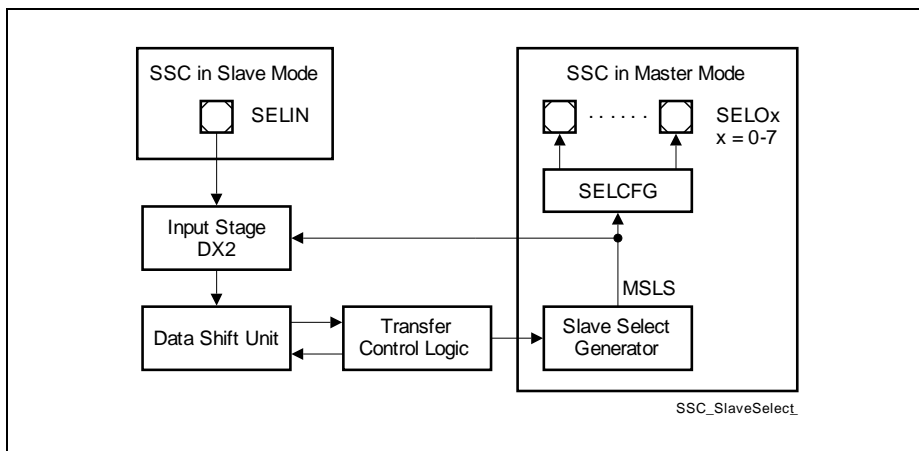 SSC in Slave Mode
SELIN
SSC in Master Mode
. . . . . .
SELOx
x = 0-7
SELCFG
Input Stage
DX2
MSLS
Data Shift Unit
Transfer
Control Logic
Slave Select
Generator
SSC_SlaveSelect_